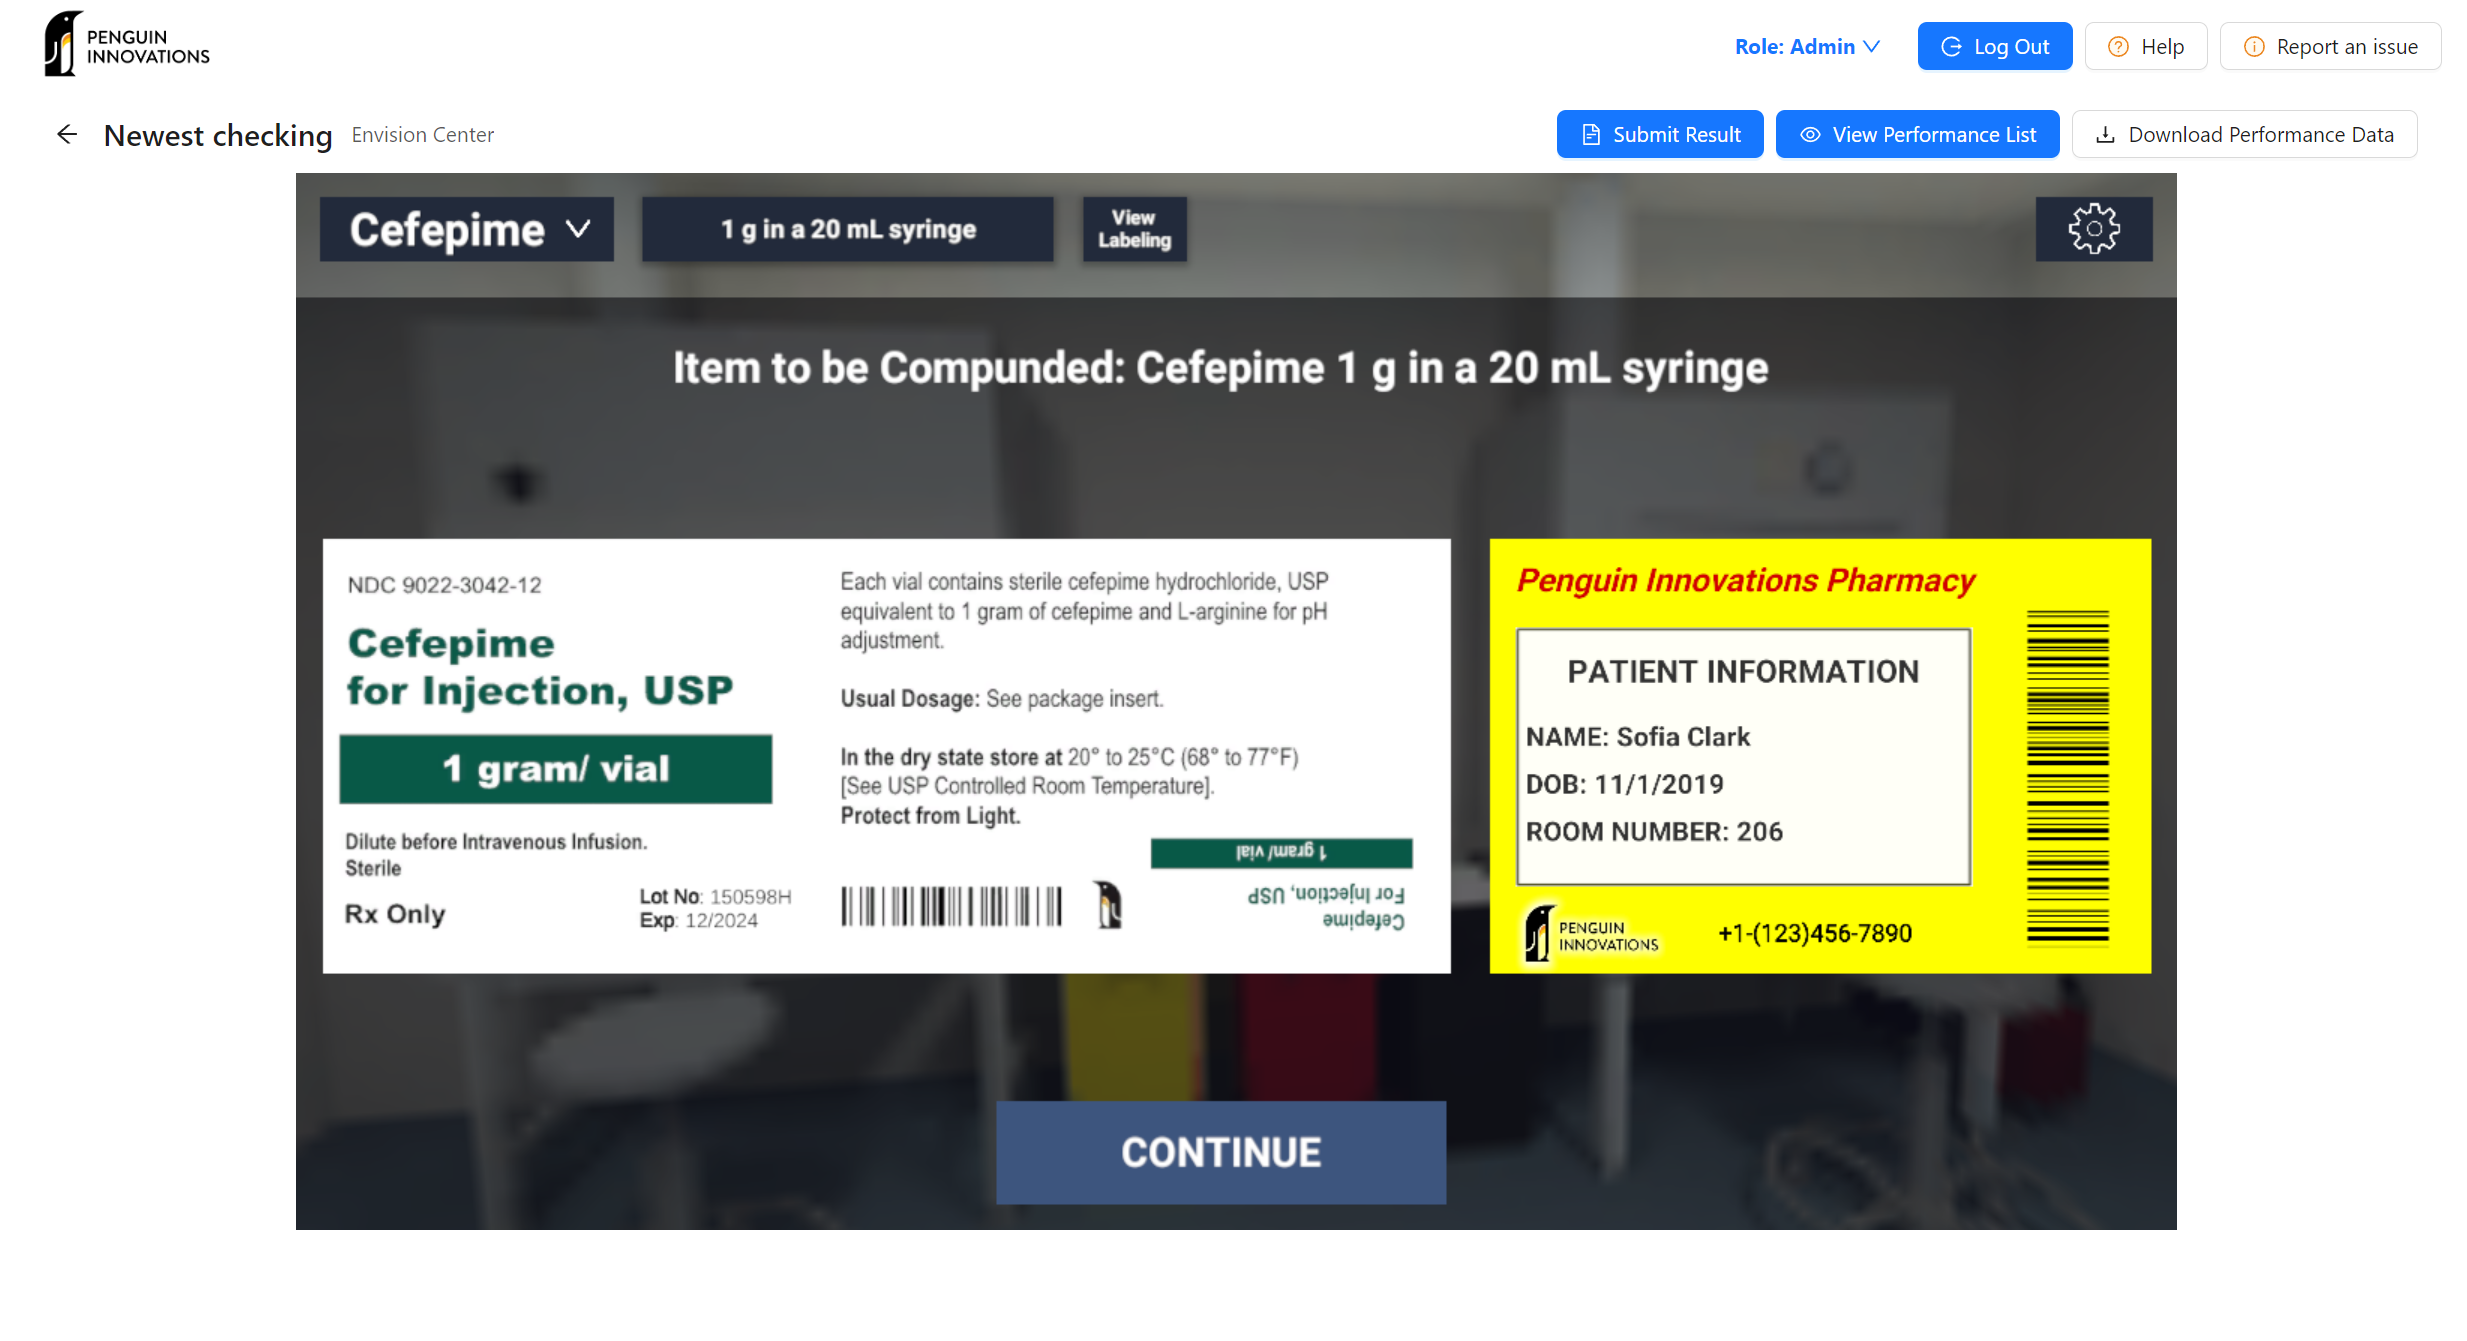 PENGUIN
INNOVATIONS
Role: Admin
Log Out
Help
Report an issue
Newest checking
Envision Center
Submit Result
View Performance List
Download Performance Data
Cefepime
1 g in a 20 mL syringe
View
Labeling
Item to be Compunded: Cefepime 1 g in a 20 mL syringe
NDC 9022-3042-12
Cefepime
for Injection, USP
1 gram/ vial
Dilute before Intravenous Infusion.
Sterile
Rx Only
Lot No: 150598H
Exp: 12/2024
Each vial contains sterile cefepime hydrochloride, USP
equivalent to 1 gram of cefepime and L-arginine for pH
adjustment.
Usual Dosage: See package insert.
In the dry state store at 20° to 25°C (68° to 77°F)
[See USP Controlled Room Temperature].
Protect from Light.
Cefepime
For Injection, USP
1 gram/ vial
Penguin Innovations Pharmacy
PATIENT INFORMATION
NAME: Sofia Clark
DOB: 11/1/2019
ROOM NUMBER: 206
PENGUIN
INNOVATIONS
+1-(123)456-7890
CONTINUE